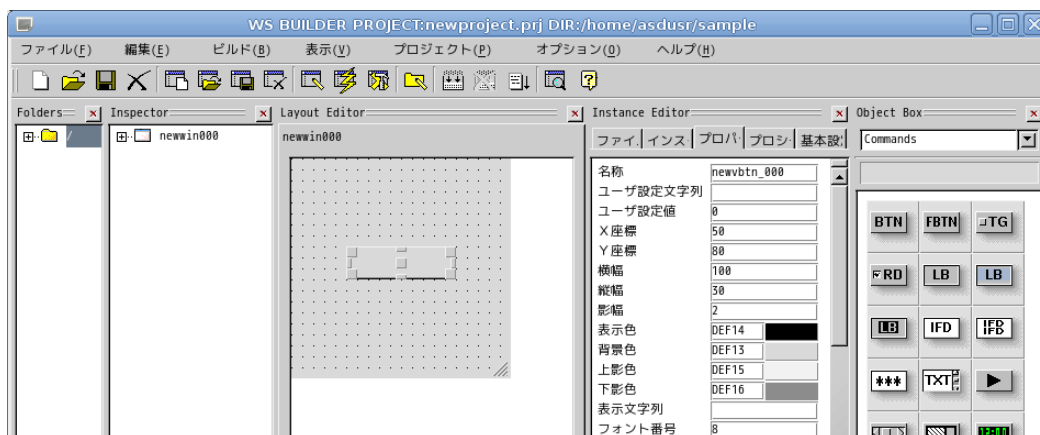 WS BUILDER PROJECT:newproject.prj DIR:/home/asdusr/sample
ファイル(F) 編集(E) ビルド(B) 表示(V) プロジェクト(P) オプション(O) ヘルプ(H)
Folders Inspector Layout Editor Instance Editor Object Box
/ newwin000 newwin000 ファイ. インス プロパ プロシ 基本設 Commands
名称 newvbtn_000
ユーザ設定文字列
ユーザ設定値 0
X座標 50
Y座標 80
横幅 100
縦幅 30
影幅 2
表示色 DEF14
背景色 DEF13
上影色 DEF15
下影色 DEF16
表示文字列
フォント番号 8
BTN FBTN TG
RD LB LB
LB IFD IFD IFD
*** TXT